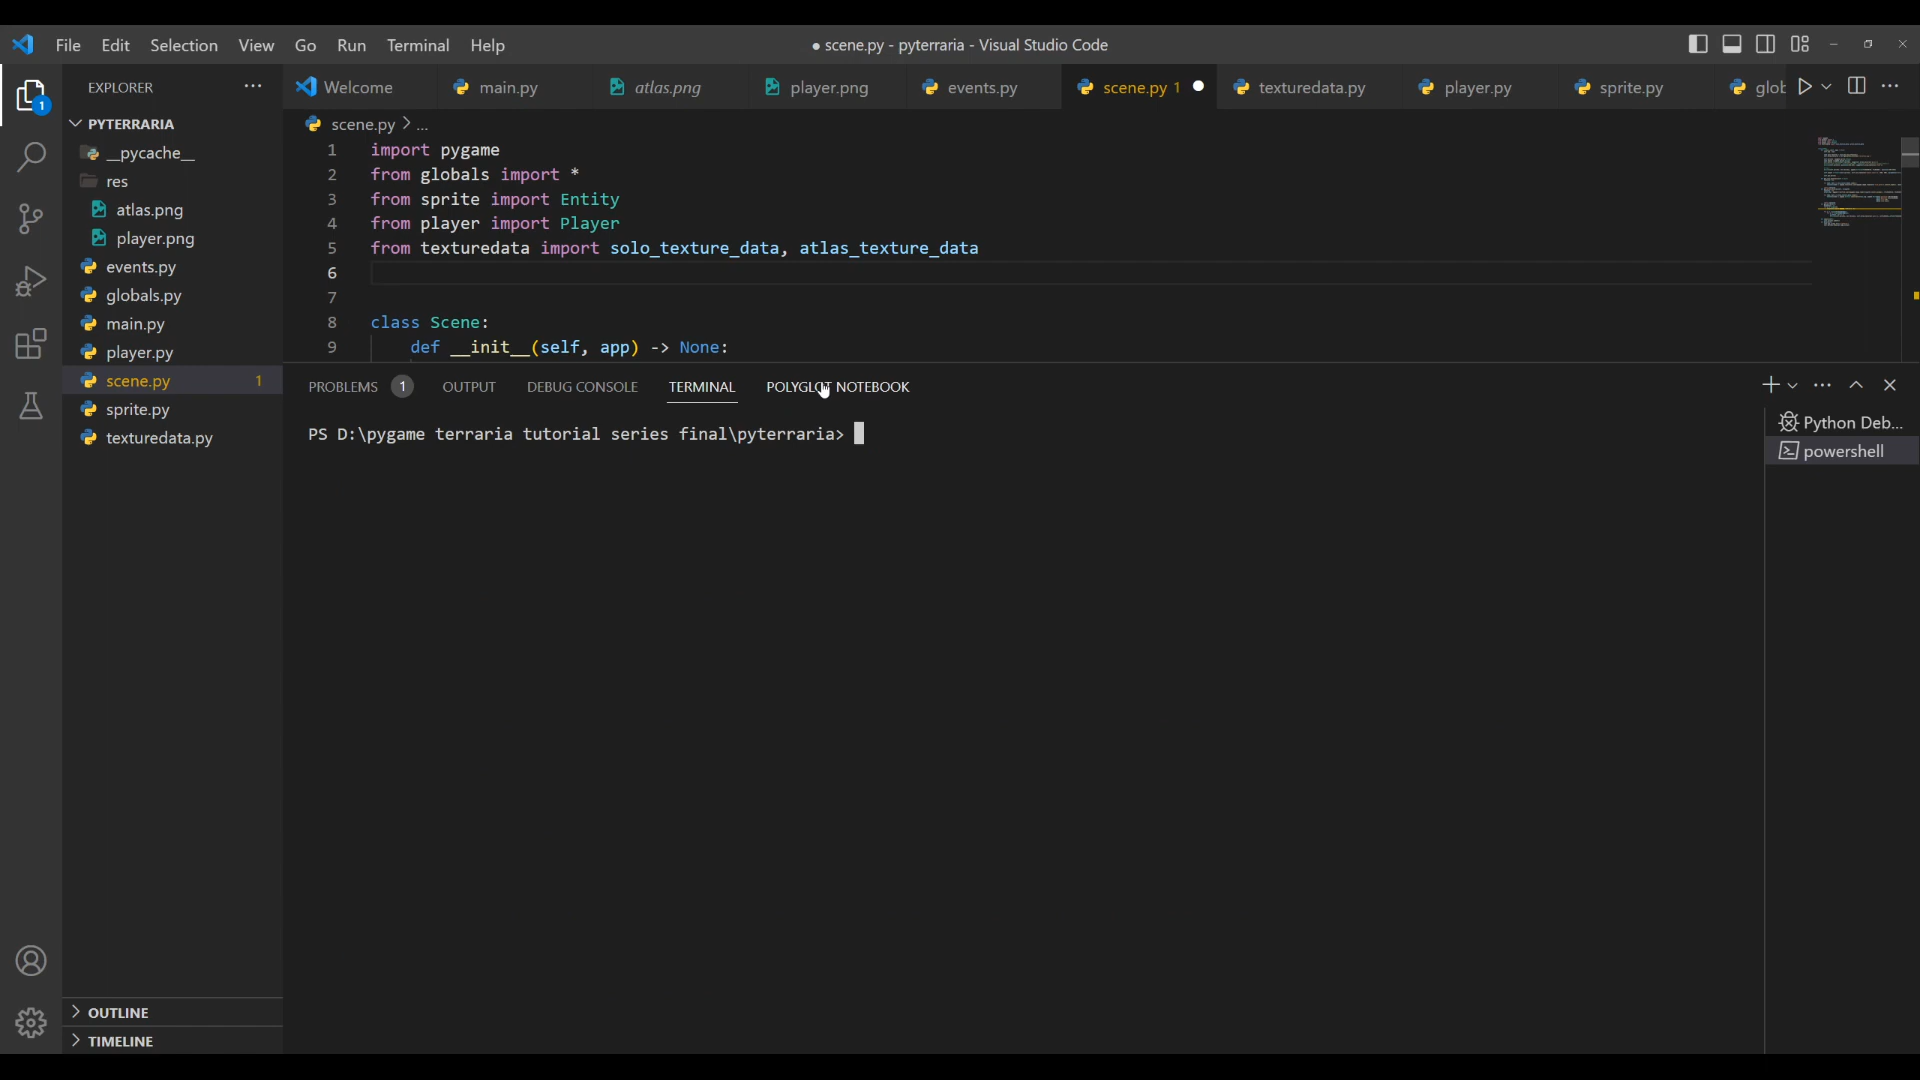 File Edit Selection View Go Run Terminal Help
● scene.py - pyterraria - Visual Studio Code
1
EXPLORER
PYTERRARIA
__pycache__
res
atlas.png
player.png
events.py
globals.py
main.py
player.py
scene.py 1
sprite.py
texturedata.py
OUTLINE
TIMELINE
Welcome main.py atlas.png player.png events.py scene.py 1 texturedata.py player.py sprite.py glob
scene.py > ...
1 import pygame
2 from globals import *
3 from sprite import Entity
4 from player import Player
5 from texturedata import solo_texture_data, atlas_texture_data
6
7
8 class Scene:
9 def __init__(self, app) -> None:
PROBLEMS 1 OUTPUT DEBUG CONSOLE TERMINAL POLYGLOT NOTEBOOK
PS D:\pygame terraria tutorial series final\pyterraria>
Python Deb...
powershell